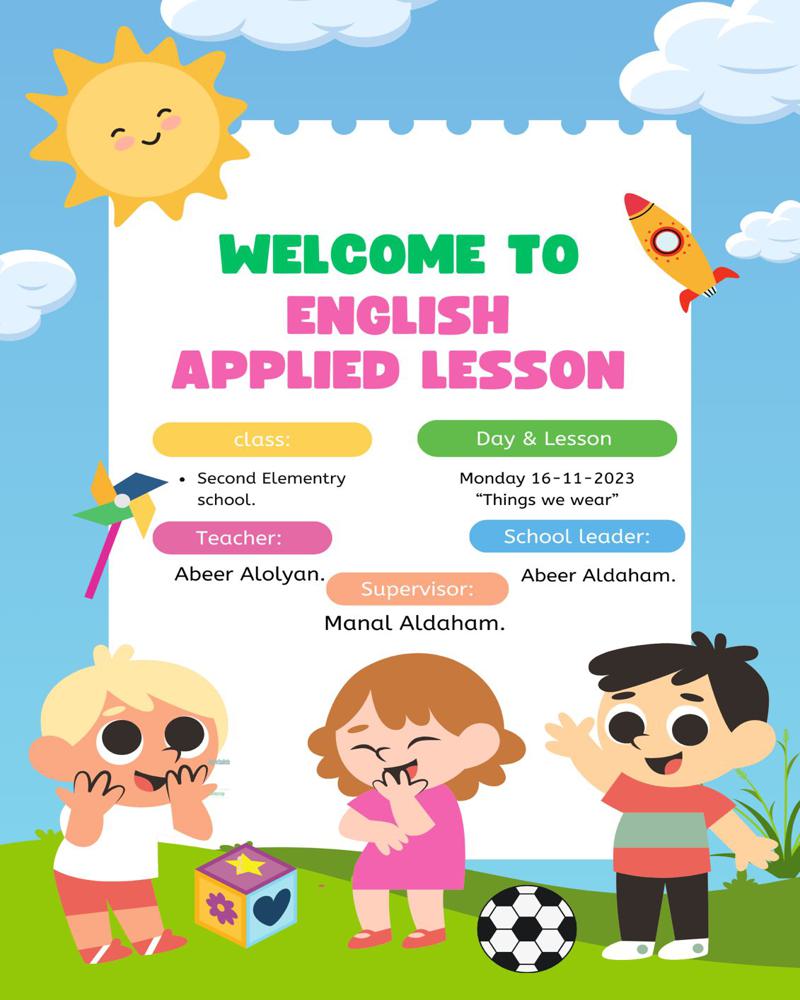 WELCOME TO
ENGLISH
APPLIED LESSON
class:
• Second Elementry
school.
Day & Lesson
Monday 16-11-2023
“Things we wear”
Teacher:
Abeer Alolyan.
School leader:
Abeer Aldaham.
Supervisor:
Manal Aldaham.